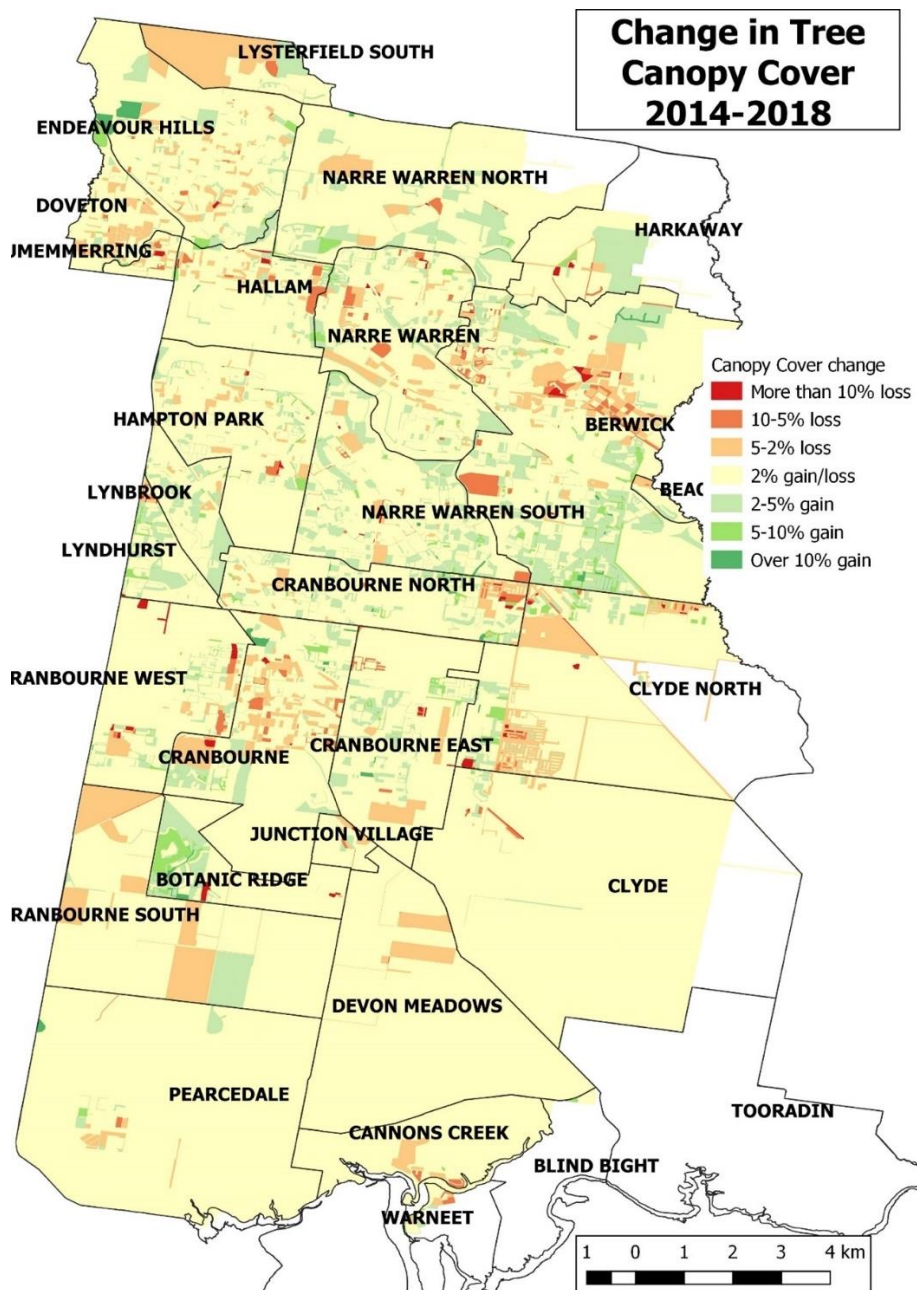 Change in Tree
Canopy Cover
2014-2018
LYSTERFIELD SOUTH
ENDEAVOUR HILLS
NARRE WARREN NORTH
DOVETON
HARKAWAY
UMEMMERRING
HALLAM
NARRE WARREN
Canopy Cover change
More than 10% loss
10-5% loss
5-2% loss
2% gain/loss
2-5% gain
5-10% gain
Over 10% gain
HAMPTON PARK
BERWICK
LYNBROOK
BEAC
NARRE WARREN SOUTH
LYNDHURST
CRANBOURNE NORTH
RANBOURNE WEST
CLYDE NORTH
CRANBOURNE
CRANBOURNE EAST
JUNCTION VILLAGE
BOTANIC RIDGE
CLYDE
RANBOURNE SOUTH
DEVON MEADOWS
PEARCEDALE
TOORADIN
CANNONS CREEK
BLIND BIGHT
WARNEET
1 0 1 2 3 4 km